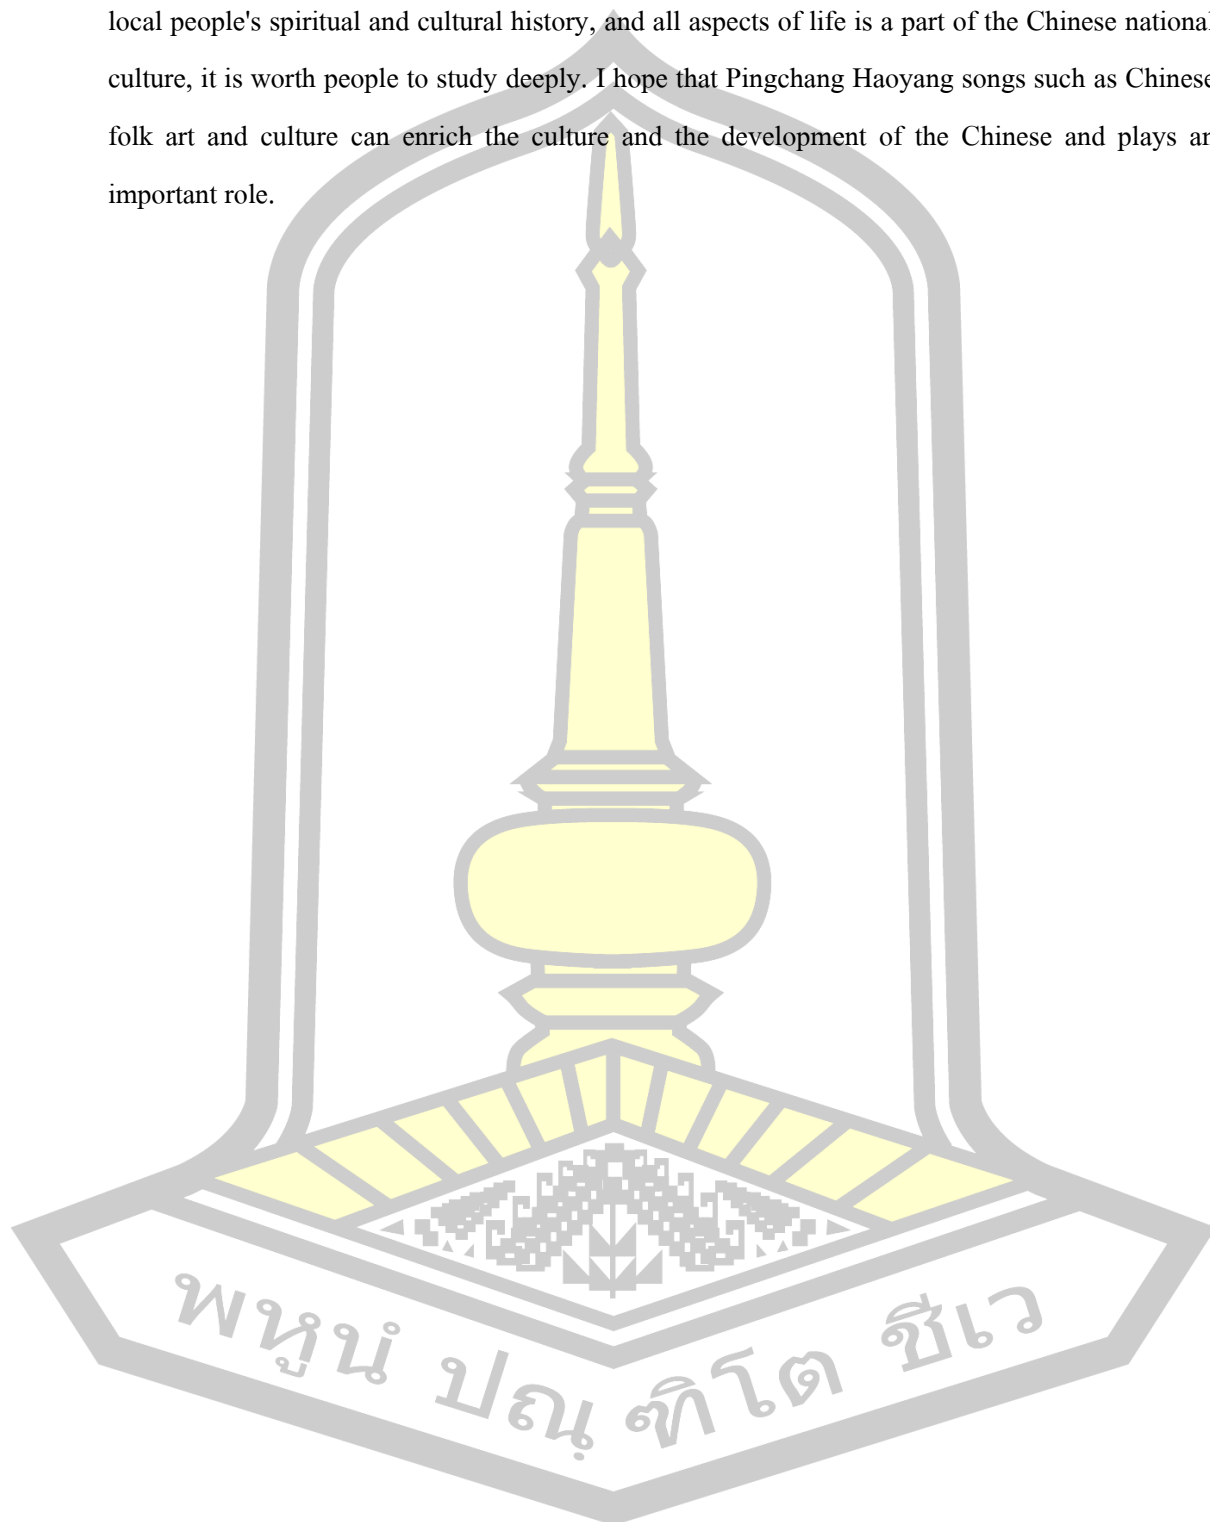 local people's spiritual and cultural history, and all aspects of life is a part of the Chinese national
culture, it is worth people to study deeply. I hope that Pingchang Haoyang songs such as Chinese
folk art and culture can enrich the culture and the development of the Chinese and plays an
important role.
พหูนํ ปณฺฑิโต ชีเว